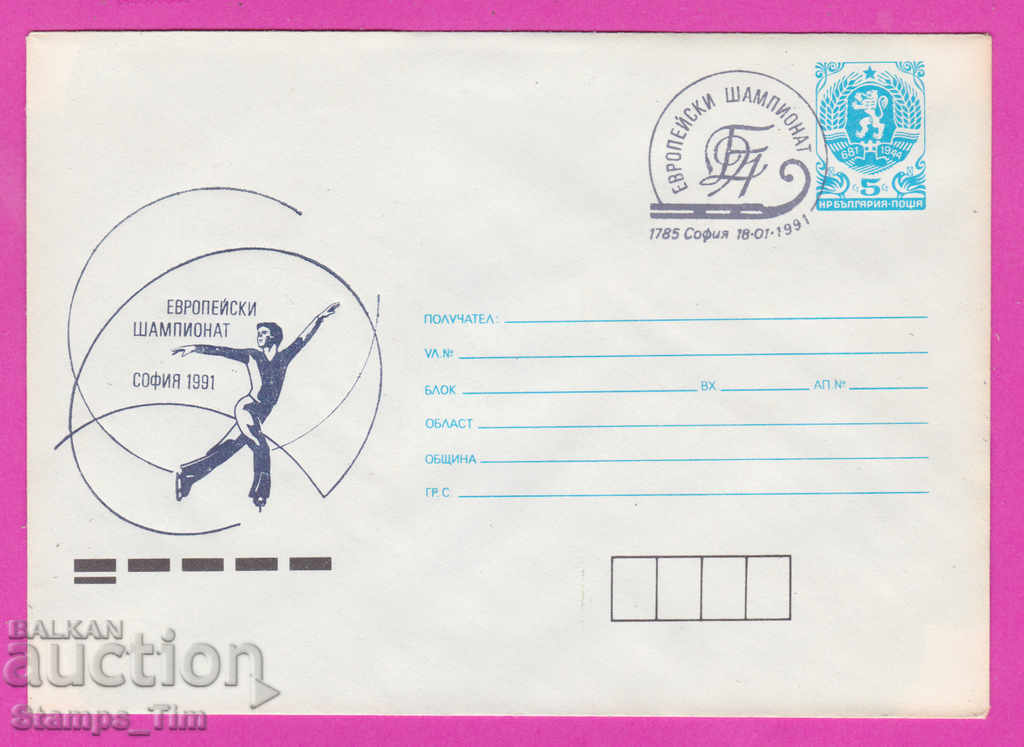 ЕВРОПЕЙСКИ ШАМПИОНАТ
1785 София 18·01·1991
681 1944
5
НР БЪЛГАРИЯ·ПОЩА
ЕВРОПЕЙСКИ
ШАМПИОНАТ
СОФИЯ 1991
ПОЛУЧАТЕЛ:
УЛ.№
БЛОК ВХ АП.№
ОБЛАСТ
ОБЩИНА
ГР. С.
BALKAN
auction
Stamps_Tim